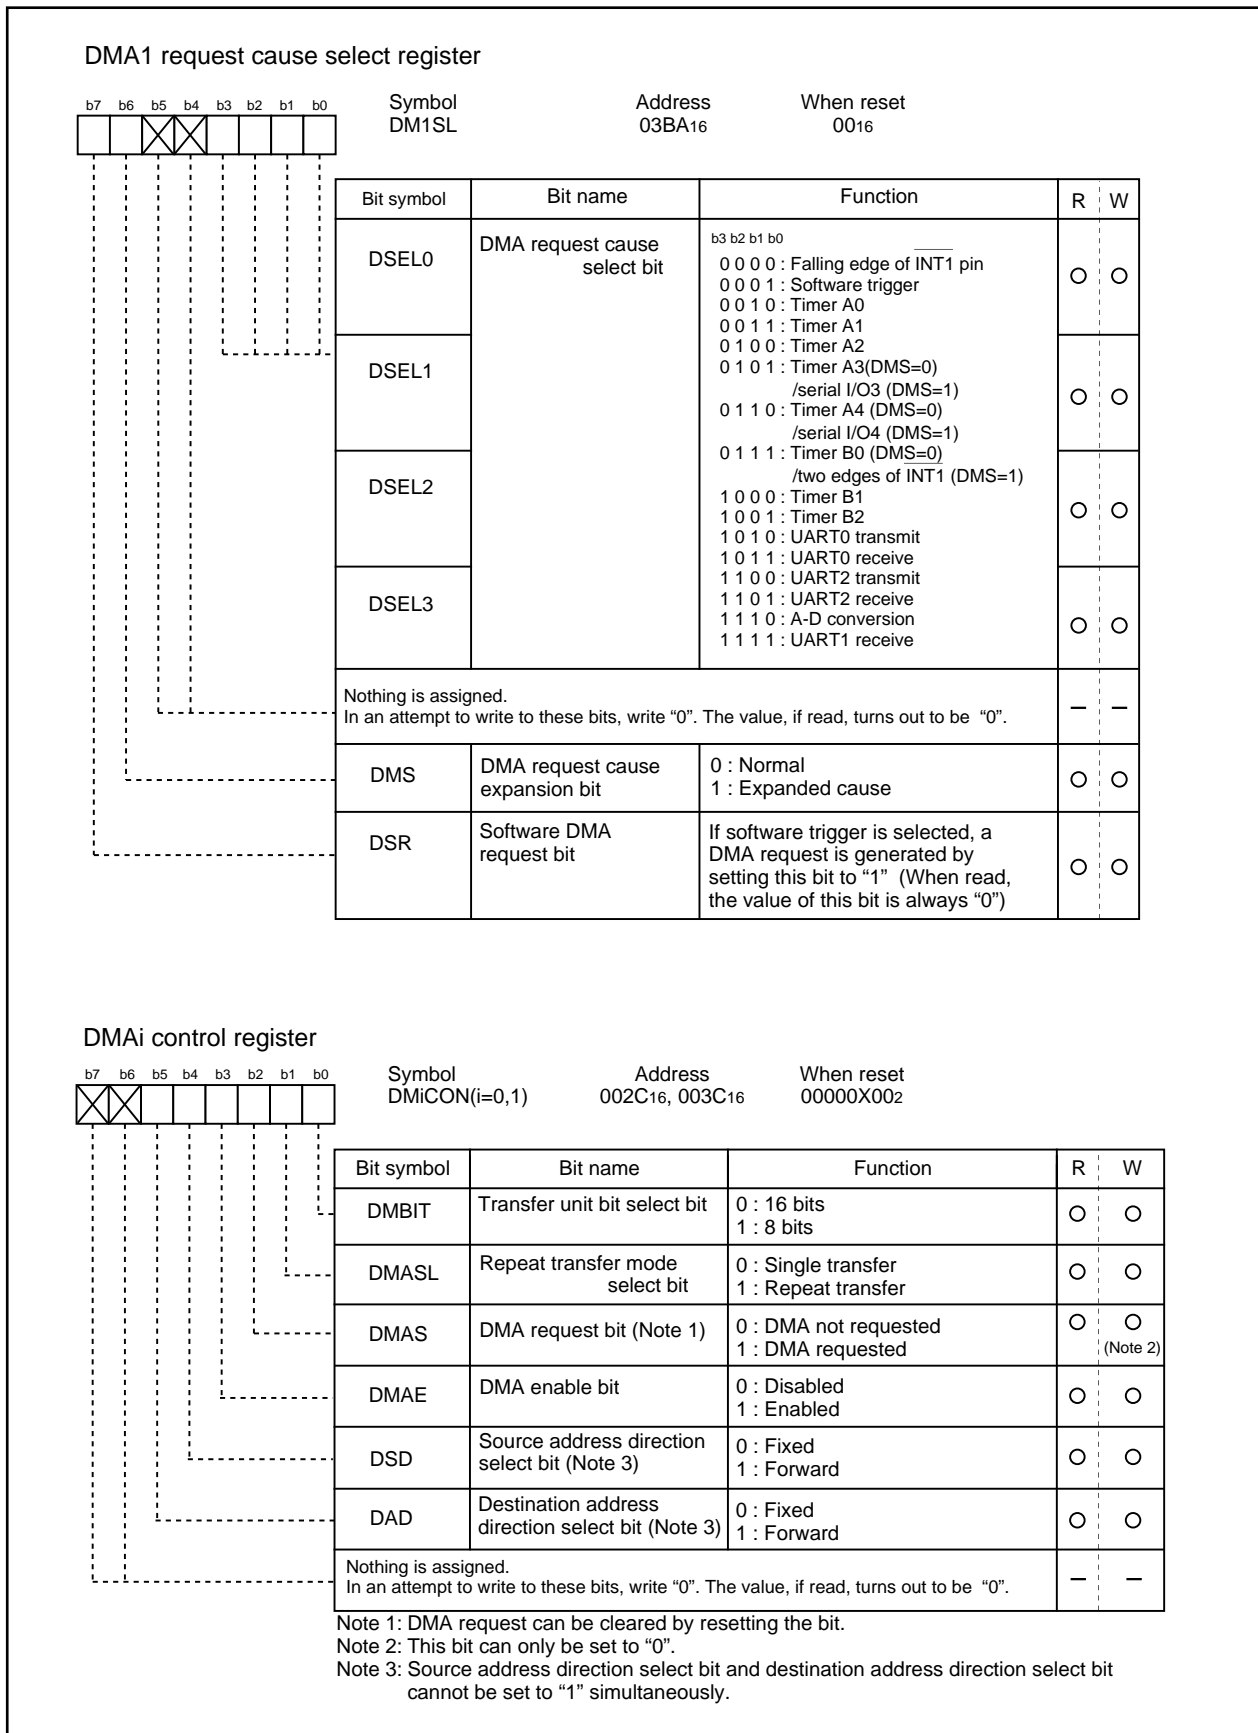 DMA1 request cause select register
b7 b6 b5 b4 b3 b2 b1 b0
Symbol Address When reset
DM1SL 03BA16 0016
Bit symbol Bit name Function R W
DSEL0
DMA request cause
select bit
b3 b2 b1 b0
0 0 0 0 : Falling edge of INT1 pin
0 0 0 1 : Software trigger
0 0 1 0 : Timer A0
0 0 1 1 : Timer A1
0 1 0 0 : Timer A2
DSEL1
0 1 0 1 : Timer A3(DMS=0)
/serial I/O3 (DMS=1)
0 1 1 0 : Timer A4 (DMS=0)
/serial I/O4 (DMS=1)
0 1 1 1 : Timer B0 (DMS=0)
/two edges of INT1 (DMS=1)
DSEL2
1 0 0 0 : Timer B1
1 0 0 1 : Timer B2
1 0 1 0 : UART0 transmit
1 0 1 1 : UART0 receive
1 1 0 0 : UART2 transmit
1 1 0 1 : UART2 receive
DSEL3
1 1 1 0 : A-D conversion
1 1 1 1 : UART1 receive
Nothing is assigned.
In an attempt to write to these bits, write “0”. The value, if read, turns out to be “0”.
– –
DMS
DMA request cause
expansion bit
0 : Normal
1 : Expanded cause
DSR
Software DMA
request bit
If software trigger is selected, a
DMA request is generated by
setting this bit to “1” (When read,
the value of this bit is always “0”)
DMAi control register
b7 b6 b5 b4 b3 b2 b1 b0
Symbol Address When reset
DMiCON(i=0,1) 002C16, 003C16 00000X002
Bit symbol Bit name Function R W
DMBIT
Transfer unit bit select bit
0 : 16 bits
1 : 8 bits
DMASL
Repeat transfer mode
select bit
0 : Single transfer
1 : Repeat transfer
DMAS
DMA request bit (Note 1)
0 : DMA not requested
1 : DMA requested
(Note 2)
DMAE
DMA enable bit
0 : Disabled
1 : Enabled
DSD
Source address direction
select bit (Note 3)
0 : Fixed
1 : Forward
DAD
Destination address
direction select bit (Note 3)
0 : Fixed
1 : Forward
Nothing is assigned.
In an attempt to write to these bits, write “0”. The value, if read, turns out to be “0”.
– –
Note 1: DMA request can be cleared by resetting the bit.
Note 2: This bit can only be set to “0”.
Note 3: Source address direction select bit and destination address direction select bit
cannot be set to “1” simultaneously.